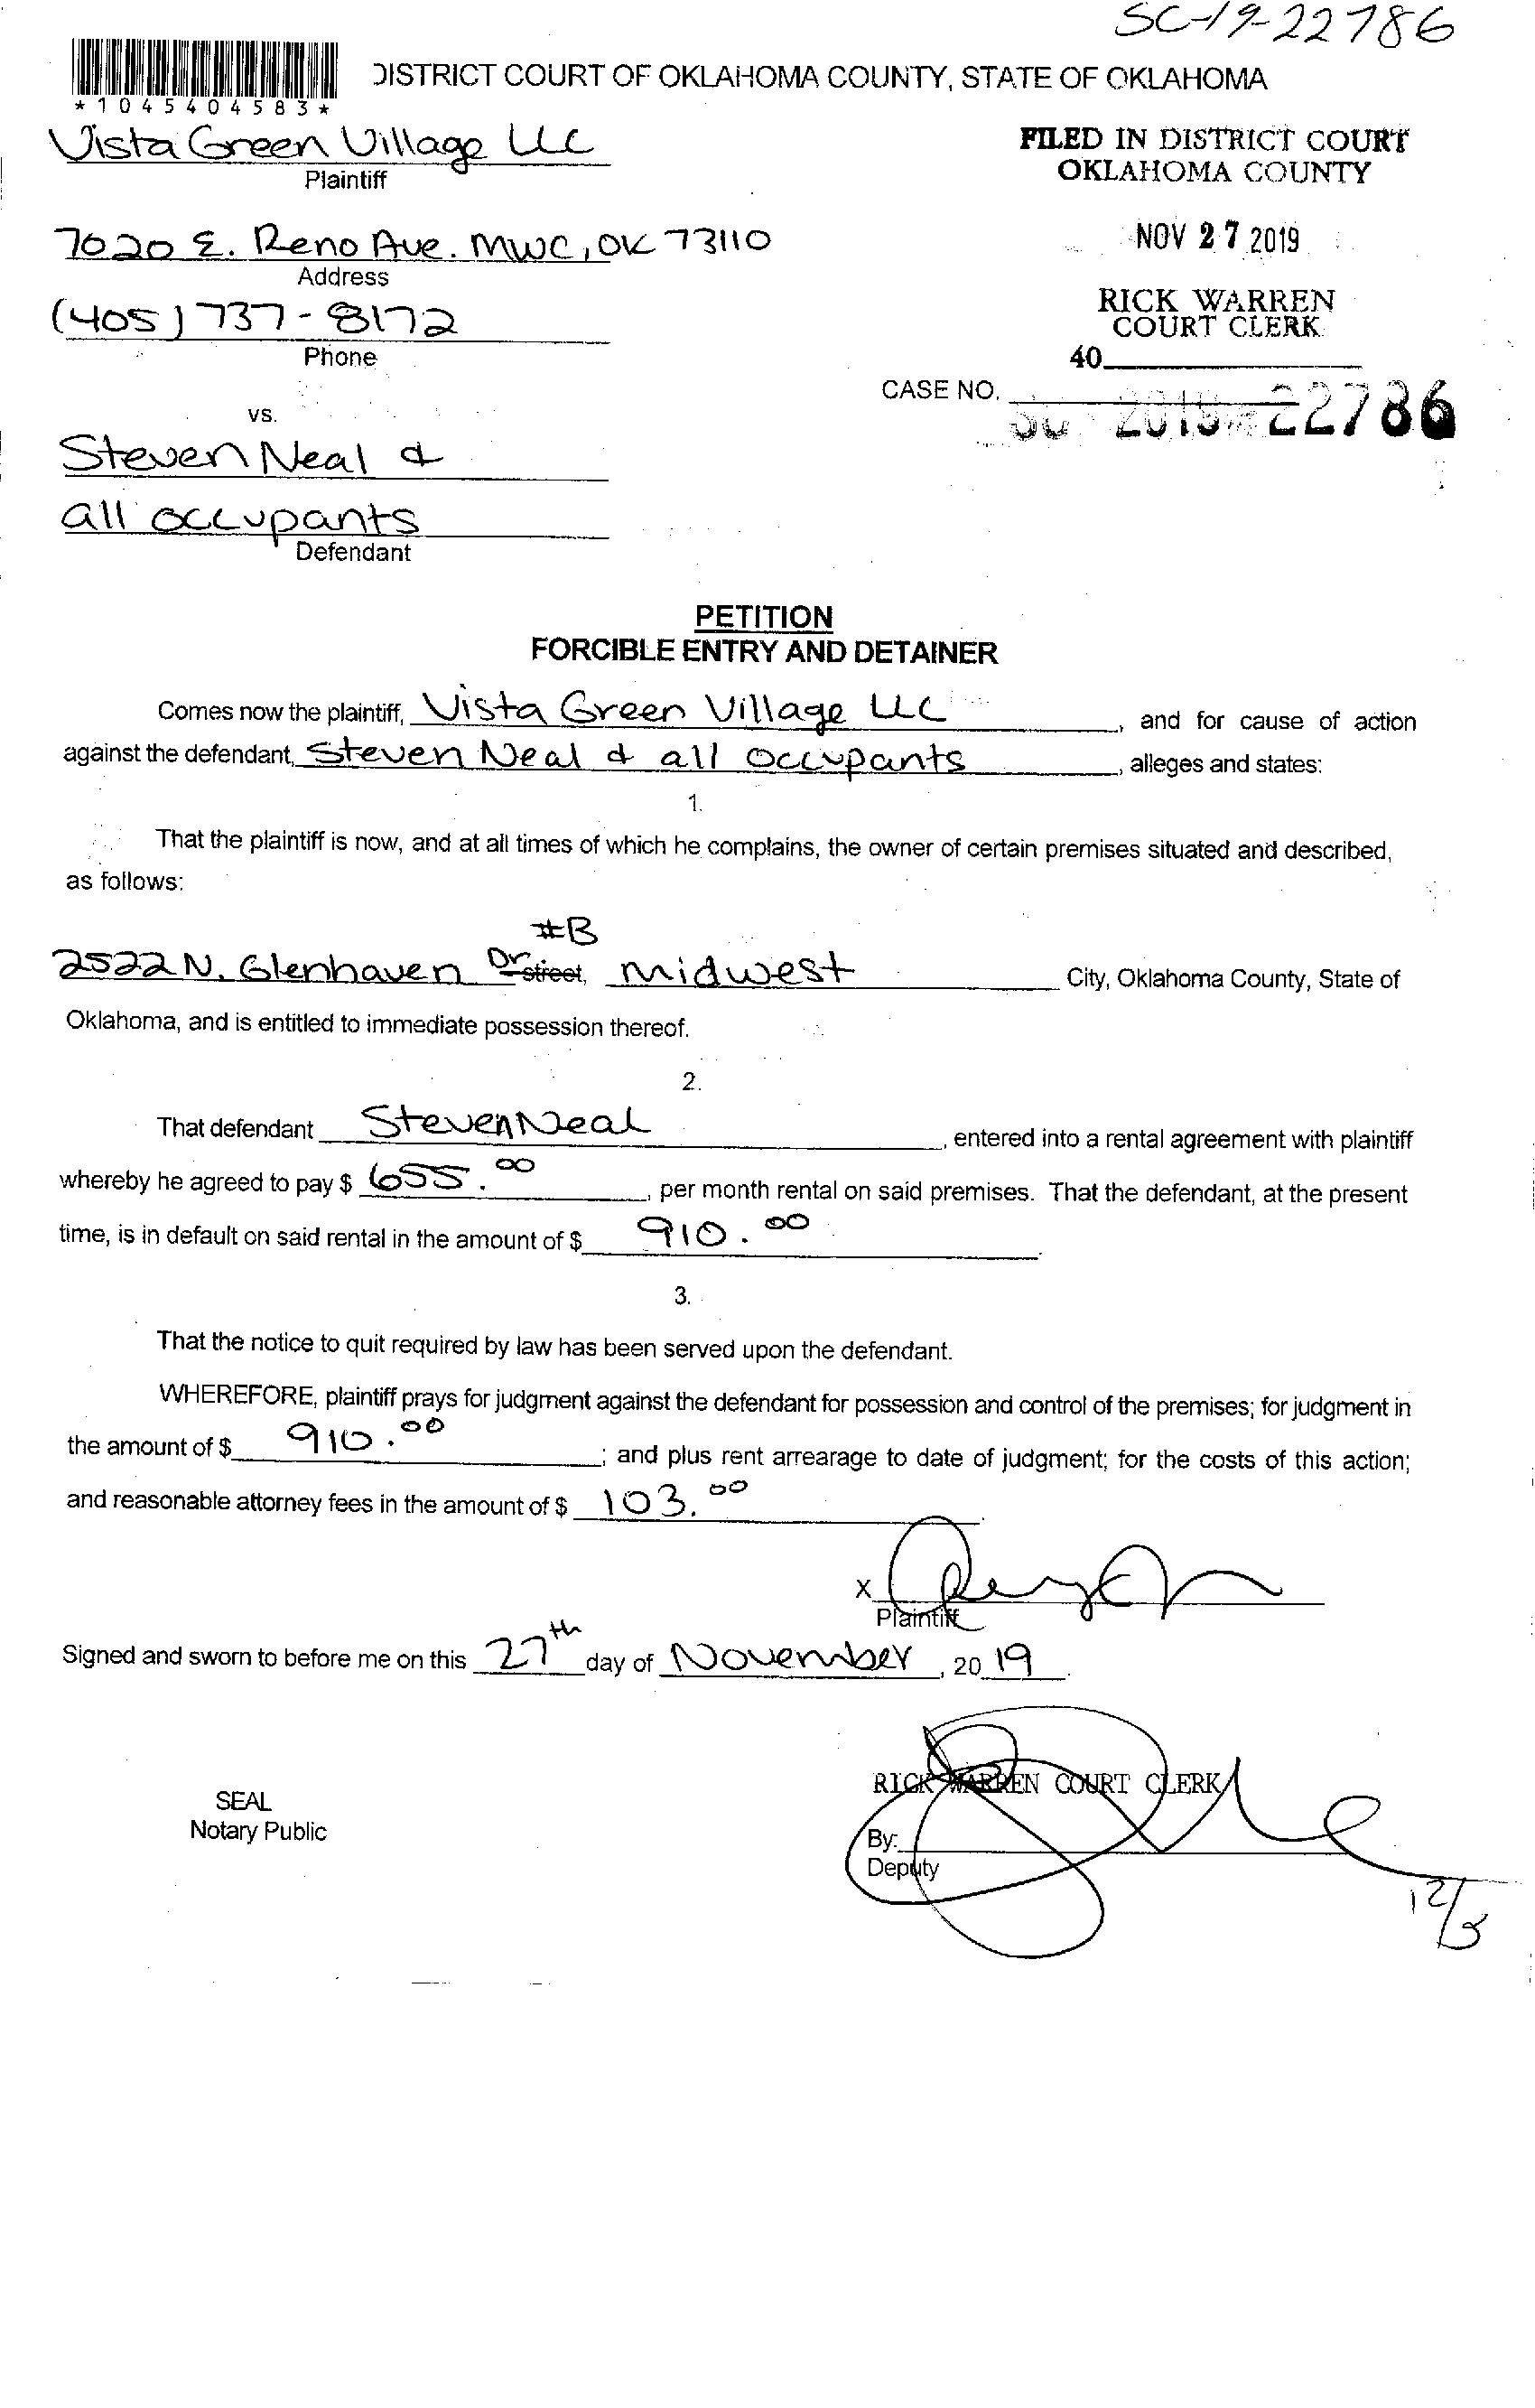 SC-19-22786
*1045404583*
DISTRICT COURT OF OKLAHOMA COUNTY, STATE OF OKLAHOMA
Vista Green Village LLC
Plaintiff
FILED IN DISTRICT COURT
OKLAHOMA COUNTY
7020 E. Reno Ave. MWC, OK 73110
Address
NOV 27 2019
(405) 737-8172
Phone
RICK WARREN
COURT CLERK
40
CASE NO.
SC 2019 22786
vs.
Steven Neal &
all occupants
Defendant
PETITION
FORCIBLE ENTRY AND DETAINER
Comes now the plaintiff, Vista Green Village LLC, and for cause of action
against the defendant, Steven Neal & all occupants, alleges and states:
1.
That the plaintiff is now, and at all times of which he complains, the owner of certain premises situated and described,
as follows:
#B
2522 N. Glenhaven Dr street, Midwest City, Oklahoma County, State of
Oklahoma, and is entitled to immediate possession thereof.
2.
That defendant Steven Neal, entered into a rental agreement with plaintiff
whereby he agreed to pay $ 655.00, per month rental on said premises. That the defendant, at the present
time, is in default on said rental in the amount of $ 910.00.
3.
That the notice to quit required by law has been served upon the defendant.
WHEREFORE, plaintiff prays for judgment against the defendant for possession and control of the premises; for judgment in
the amount of $ 910.00; and plus rent arrearage to date of judgment; for the costs of this action;
and reasonable attorney fees in the amount of $ 103.00.
X
Plaintiff
Signed and sworn to before me on this 27th day of November, 20 19.
RICK WARREN COURT CLERK
SEAL
Notary Public
By:
Deputy
12/3